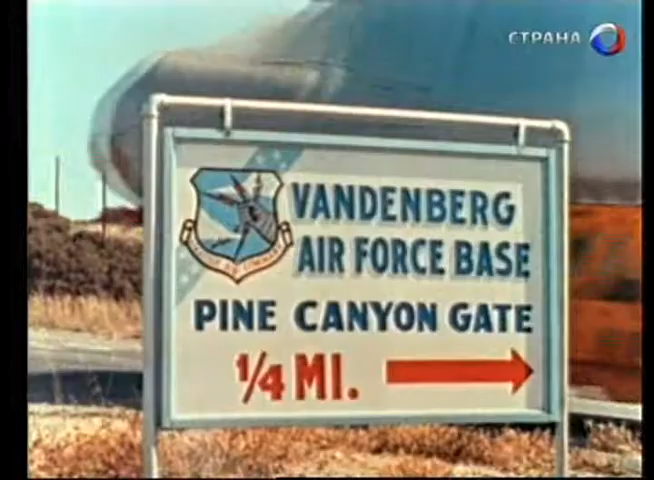 СТРАНА
VANDENBERG
AIR FORCE BASE
PINE CANYON GATE
1/4 MI.